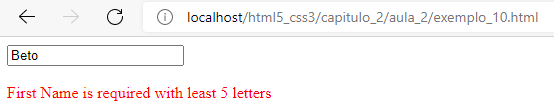 localhost/html5_css3/capitulo_2/aula_2/exemplo_10.html
Beto
First Name is required with least 5 letters